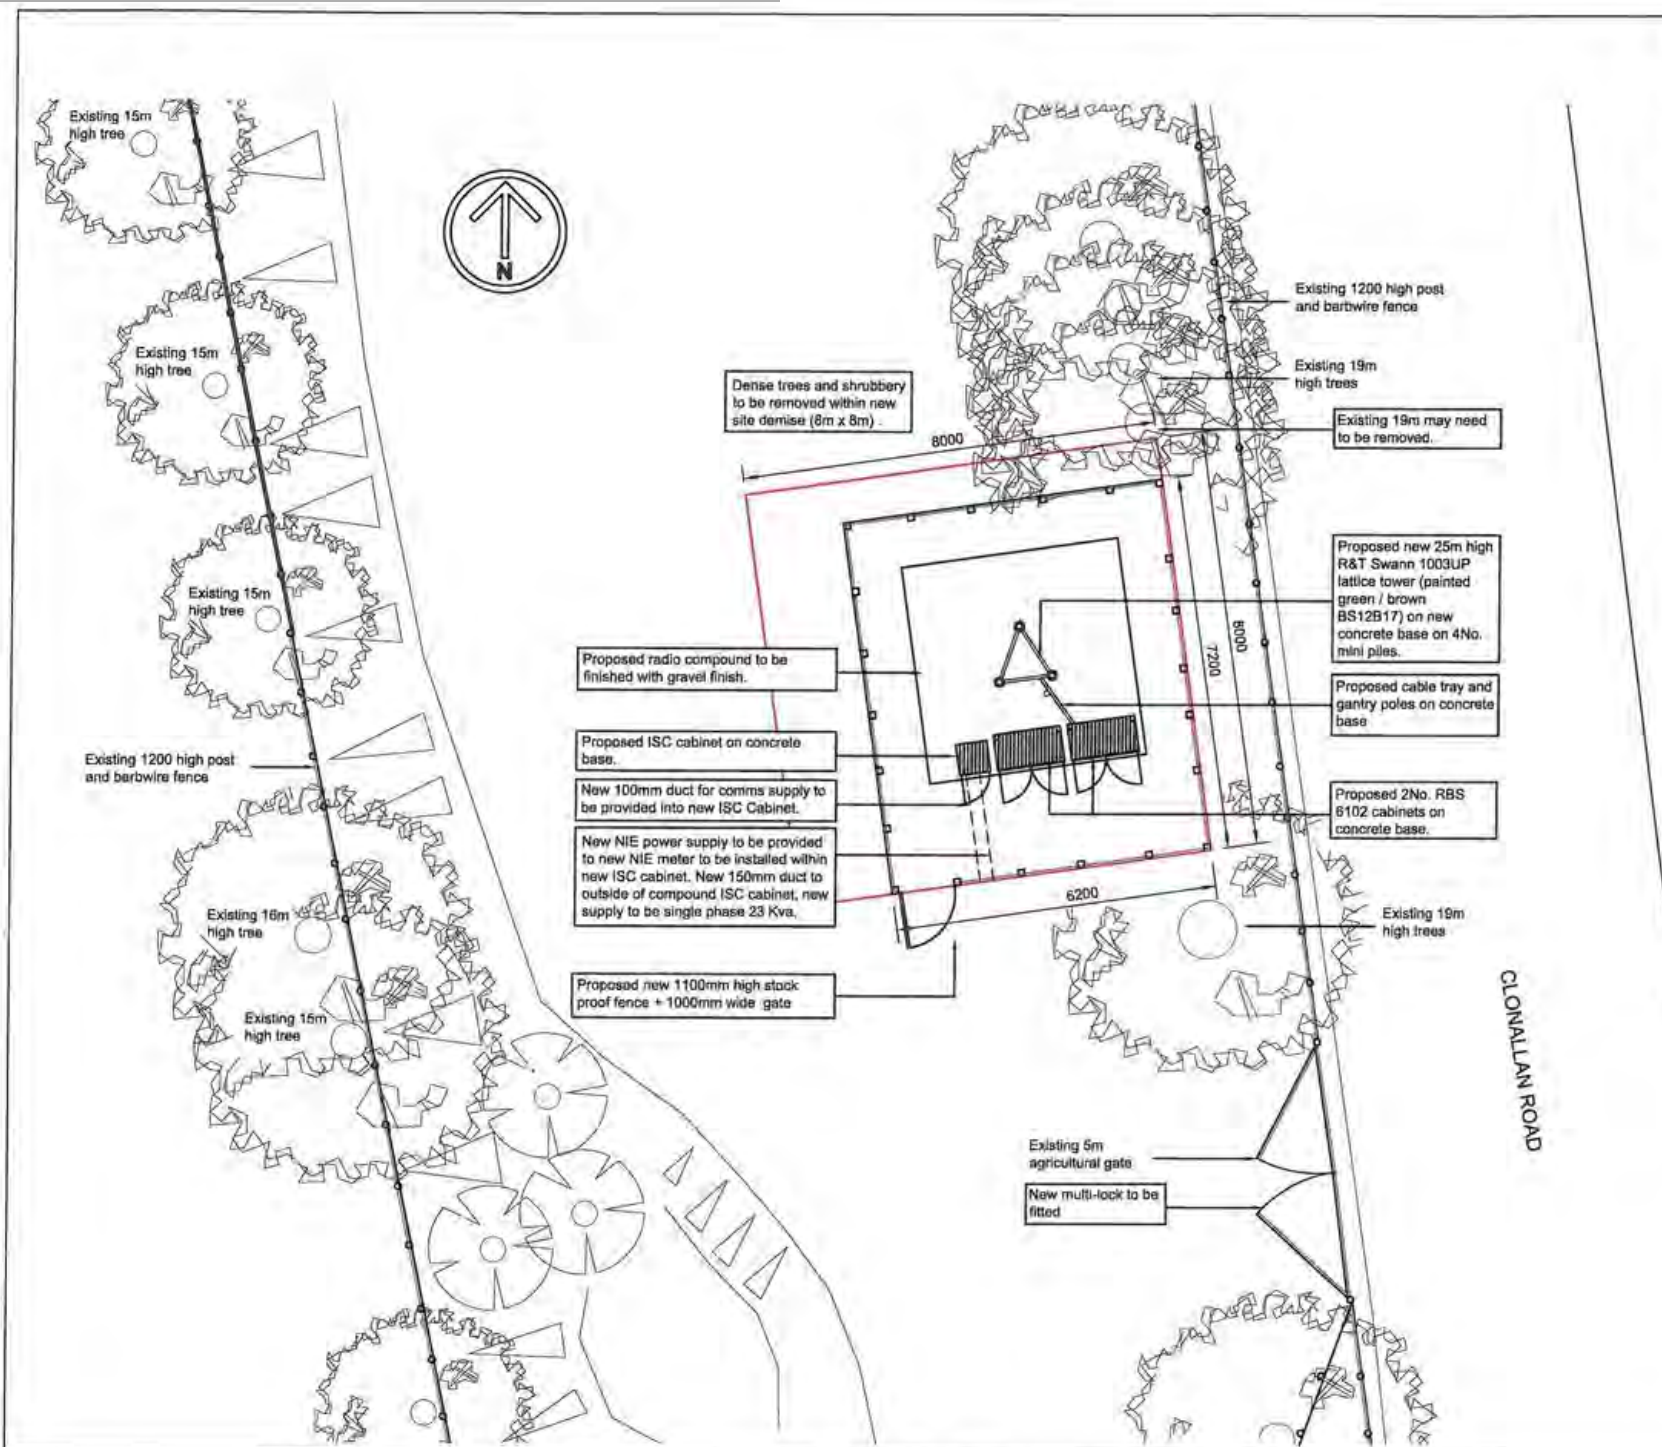 Existing 15m
high tree
N
Existing 1200 high post
and barbwire fence
Existing 15m
high tree
Existing 19m
high trees
Dense trees and shrubbery
to be removed within new
site demise (8m x 8m) .
Existing 19m may need
to be removed.
8000
Proposed new 25m high
R&T Swann 1003UP
lattice tower (painted
green / brown
BS12B17) on new
concrete base on 4No.
mini piles.
Existing 15m
high tree
8000
7200
Proposed radio compound to be
finished with gravel finish.
Proposed cable tray and
gantry poles on concrete
base
Proposed ISC cabinet on concrete
base.
Existing 1200 high post
and barbwire fence
New 100mm duct for comms supply to
be provided into new ISC Cabinet.
Proposed 2No. RBS
6102 cabinets on
concrete base.
New NIE power supply to be provided
to new NIE meter to be installed within
new ISC cabinet. New 150mm duct to
outside of compound ISC cabinet, new
supply to be single phase 23 Kva.
6200
Existing 16m
high tree
Existing 19m
high trees
Proposed new 1100mm high stock
proof fence + 1000mm wide gate
Existing 15m
high tree
CLONALLAN ROAD
Existing 5m
agricultural gate
New multi-lock to be
fitted